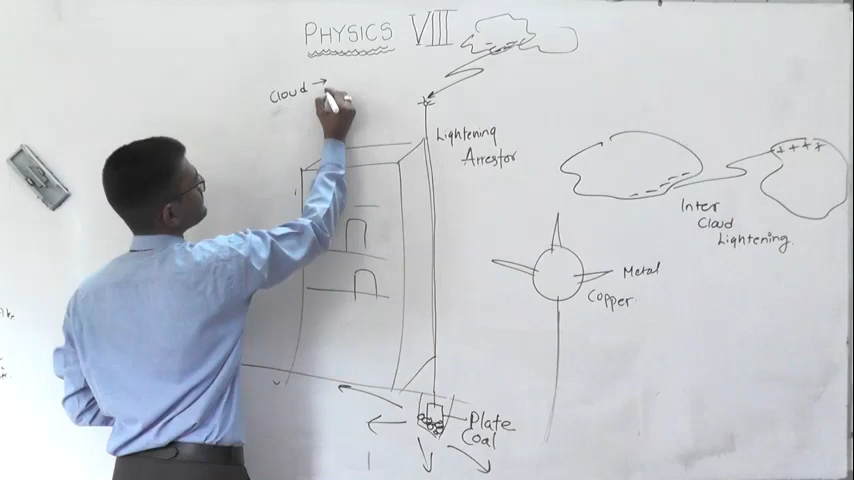 PHYSICS VIII
Cloud →
Lightening
Arrestor
+ + + +
Inter
Cloud
Lightening.
Metal
Copper.
Plate
Coal